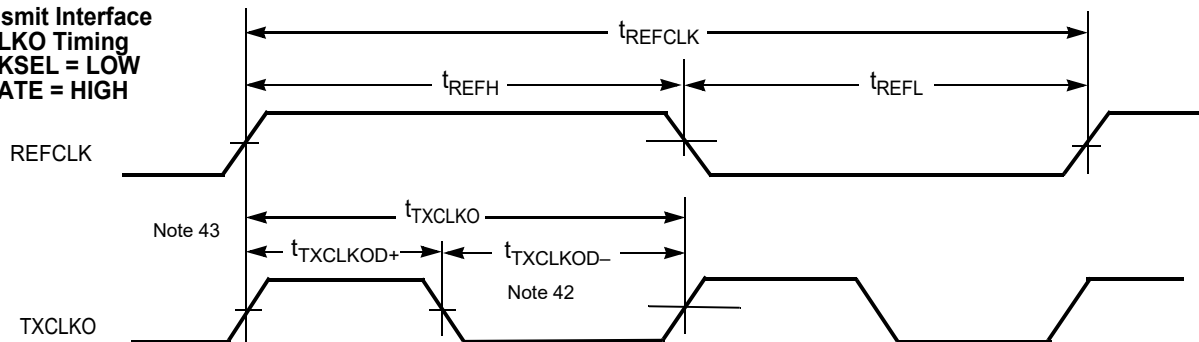 smit Interface
LKO Timing
KSEL = LOW
ATE = HIGH
tREFCLK
tREFH
tREFL
REFCLK
Note 43
tTXCLKO
tTXCLKOD+
tTXCLKOD–
Note 42
TXCLKO